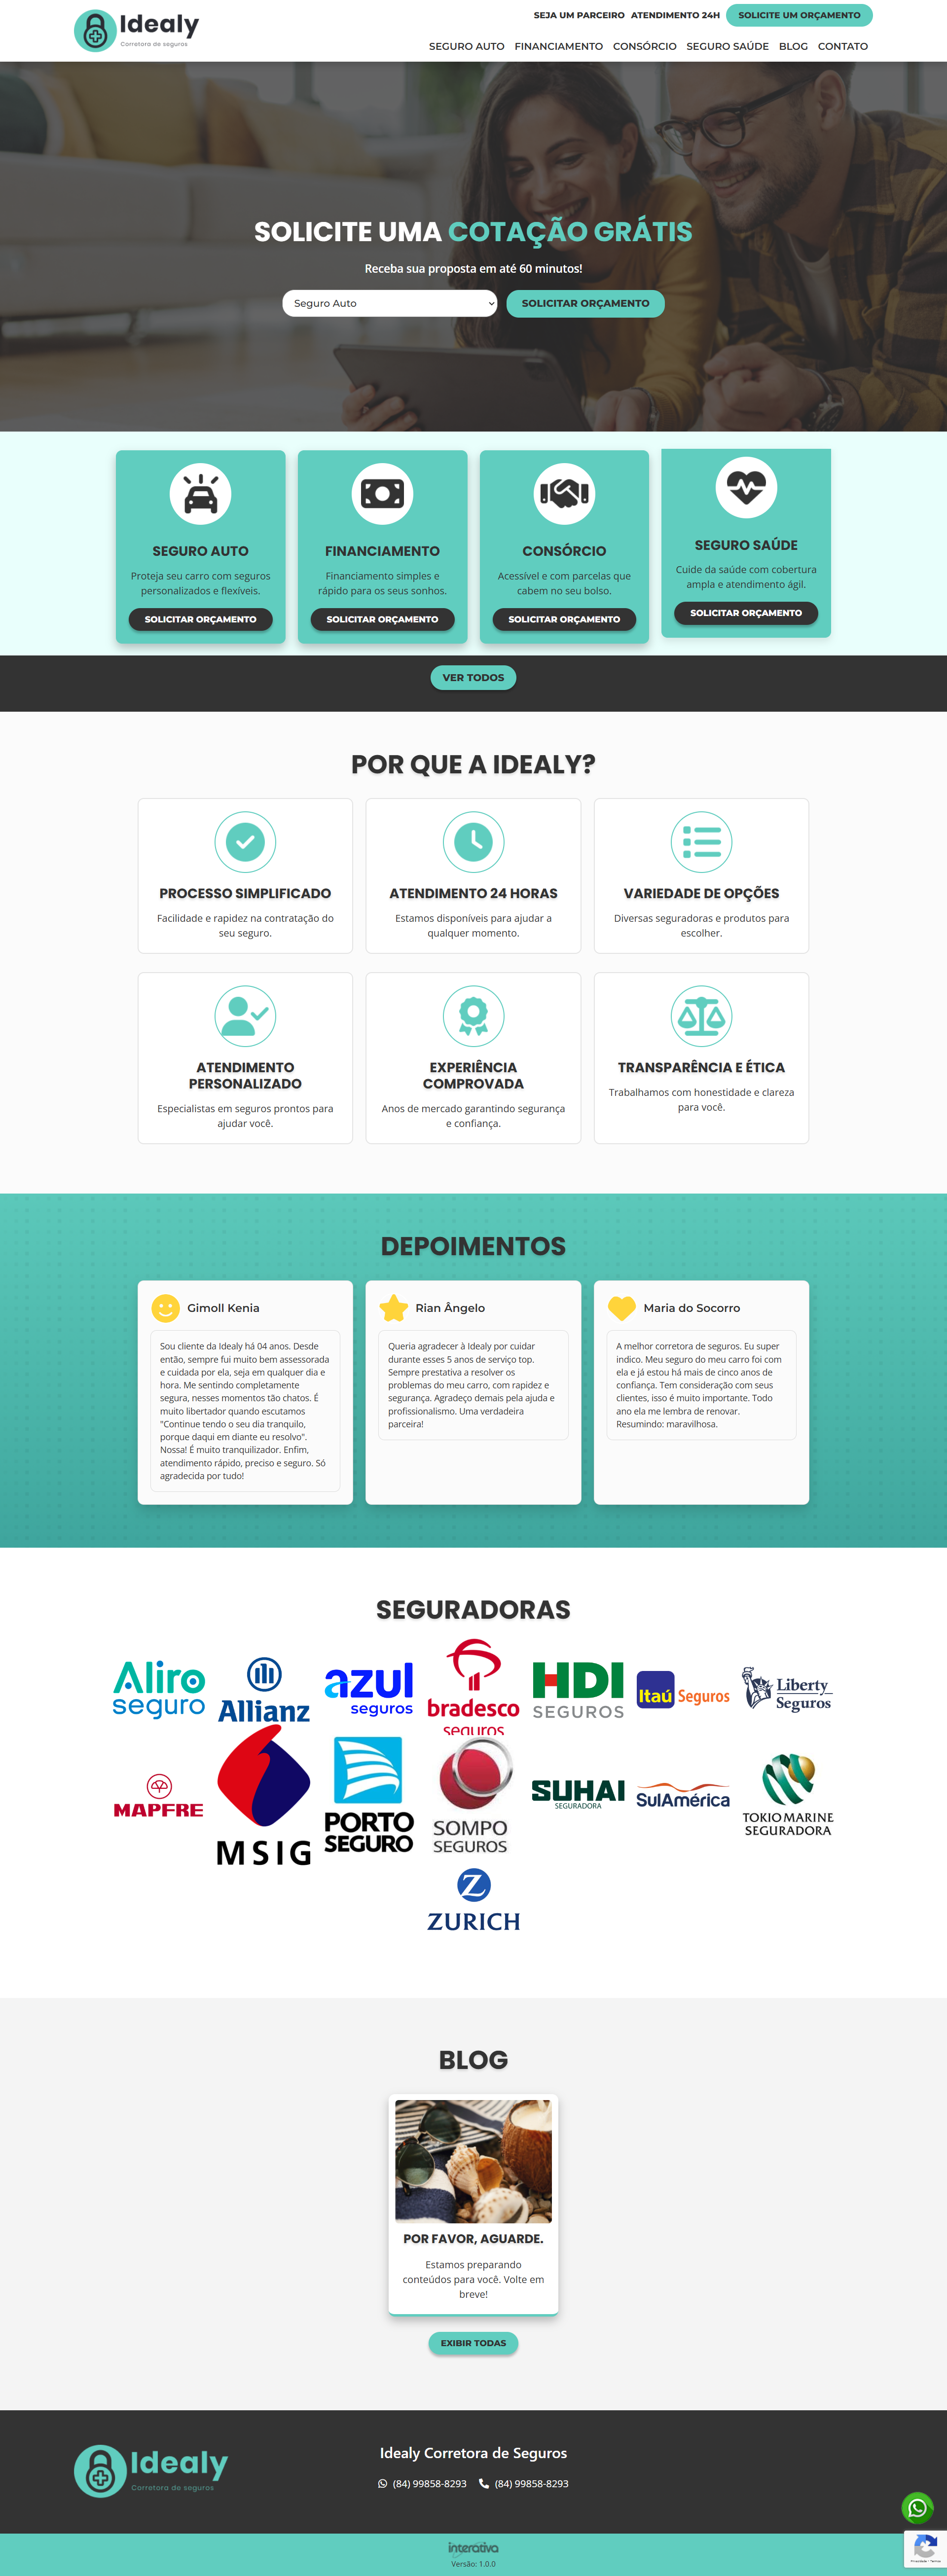 Idealy
Corretora de seguros
SEJA UM PARCEIRO ATENDIMENTO 24H SOLICITE UM ORÇAMENTO
SEGURO AUTO FINANCIAMENTO CONSÓRCIO SEGURO SAÚDE BLOG CONTATO
SOLICITE UMA COTAÇÃO GRÁTIS
Receba sua proposta em até 60 minutos!
Seguro Auto
SOLICITAR ORÇAMENTO
SEGURO AUTO
Proteja seu carro com seguros
personalizados e flexíveis.
SOLICITAR ORÇAMENTO
FINANCIAMENTO
Financiamento simples e
rápido para os seus sonhos.
SOLICITAR ORÇAMENTO
CONSÓRCIO
Acessível e com parcelas que
cabem no seu bolso.
SOLICITAR ORÇAMENTO
SEGURO SAÚDE
Cuide da saúde com cobertura
ampla e atendimento ágil.
SOLICITAR ORÇAMENTO
VER TODOS
POR QUE A IDEALY?
PROCESSO SIMPLIFICADO
Facilidade e rapidez na contratação do
seu seguro.
ATENDIMENTO 24 HORAS
Estamos disponíveis para ajudar a
qualquer momento.
VARIEDADE DE OPÇÕES
Diversas seguradoras e produtos para
escolher.
ATENDIMENTO
PERSONALIZADO
Especialistas em seguros prontos para
ajudar você.
EXPERIÊNCIA
COMPROVADA
Anos de mercado garantindo segurança
e confiança.
TRANSPARÊNCIA E ÉTICA
Trabalhamos com honestidade e clareza
para você.
DEPOIMENTOS
Gimoll Kenia
Sou cliente da Idealy há 04 anos. Desde
então, sempre fui muito bem assessorada
e cuidada por ela, seja em qualquer dia e
hora. Me sentindo completamente
segura, nesses momentos tão chatos. É
muito libertador quando escutamos
"Continue tendo o seu dia tranquilo,
porque daqui em diante eu resolvo".
Nossa! É muito tranquilizador. Enfim,
atendimento rápido, preciso e seguro. Só
agradecida por tudo!
Rian Ângelo
Queria agradecer à Idealy por cuidar
durante esses 5 anos de serviço top.
Sempre prestativa a resolver os
problemas do meu carro, com rapidez e
segurança. Agradeço demais pela ajuda e
profissionalismo. Uma verdadeira
parceira!
Maria do Socorro
A melhor corretora de seguros. Eu super
indico. Meu seguro do meu carro foi com
ela e já estou há mais de cinco anos de
confiança. Tem consideração com seus
clientes, isso é muito importante. Todo
ano ela me lembra de renovar.
Resumindo: maravilhosa.
SEGURADORAS
Aliro
seguro
Allianz
azul
seguros
bradesco
seguros
HDI
SEGUROS
Itaú Seguros
Liberty
Seguros
MAPFRE
MSIG
PORTO
SEGURO
SOMPO
SEGUROS
SUHAI
SEGURADORA
SulAmérica
TOKIO MARINE
SEGURADORA
ZURICH
BLOG
POR FAVOR, AGUARDE.
Estamos preparando
conteúdos para você. Volte em
breve!
EXIBIR TODAS
Idealy
Corretora de seguros
Idealy Corretora de Seguros
(84) 99858-8293 (84) 99858-8293
interativa
Versão: 1.0.0
Privacidade - Termos